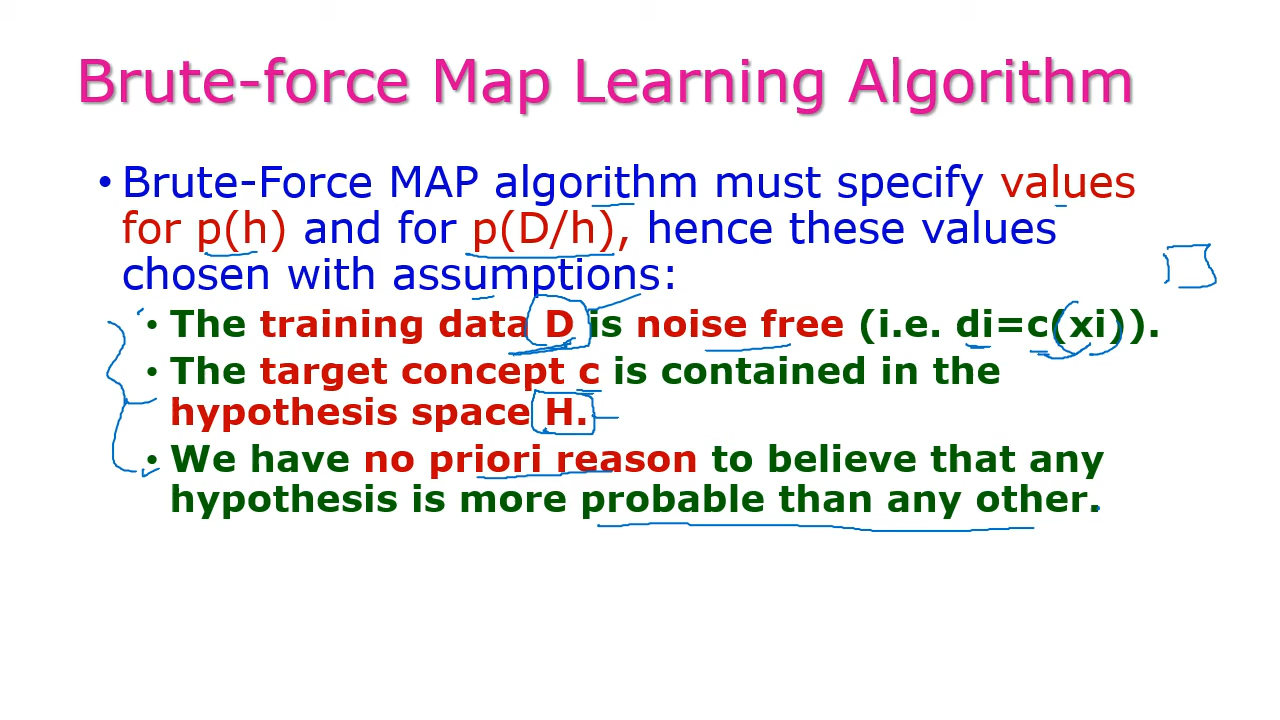 Brute-force Map Learning Algorithm
• Brute-Force MAP algorithm must specify values
for p(h) and for p(D/h), hence these values
chosen with assumptions:
• The training data D is noise free (i.e. di=c(xi)).
• The target concept c is contained in the
hypothesis space H.
• We have no priori reason to believe that any
hypothesis is more probable than any other.